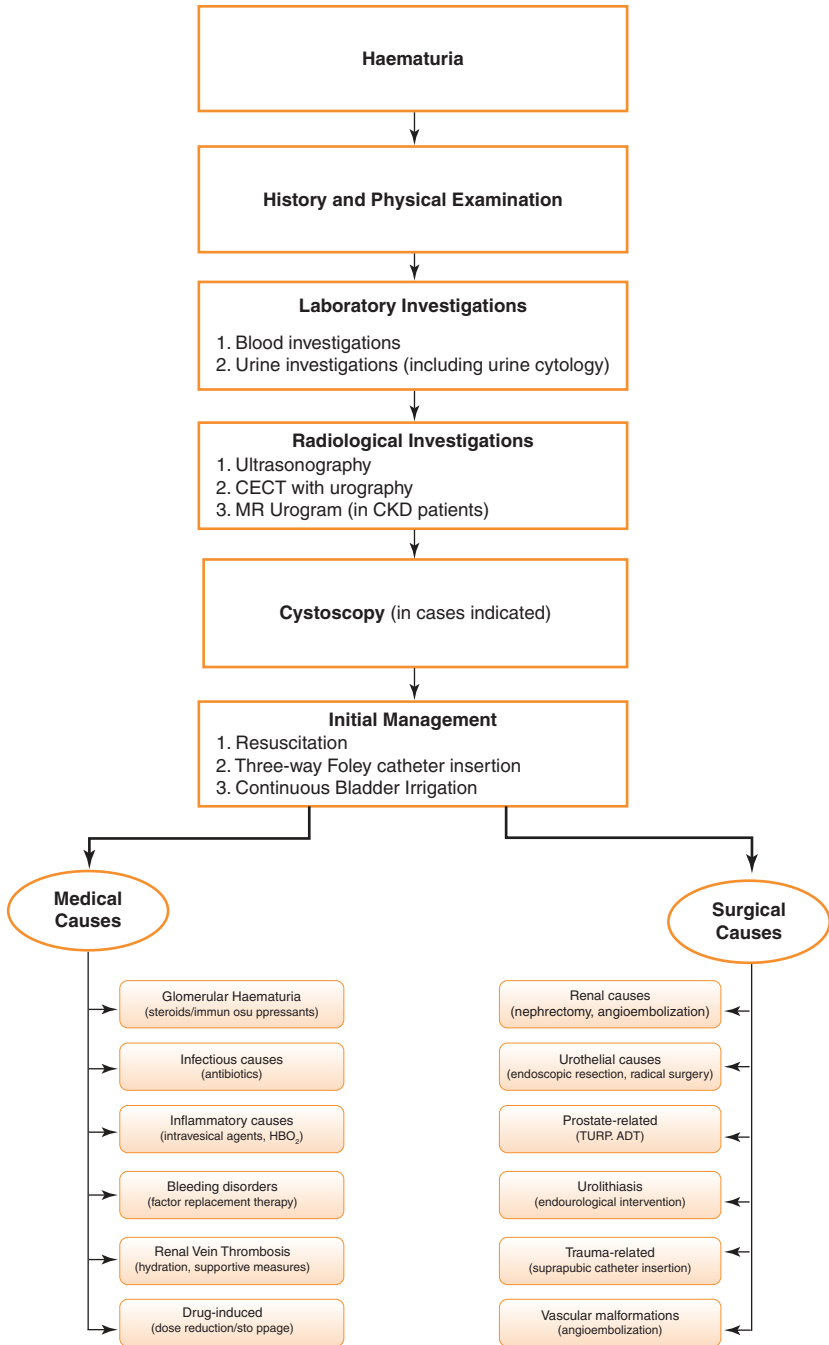 Haematuria
History and Physical Examination
Laboratory Investigations
1. Blood investigations
2. Urine investigations (including urine cytology)
Radiological Investigations
1. Ultrasonography
2. CECT with urography
3. MR Urogram (in CKD patients)
Cystoscopy (in cases indicated)
Initial Management
1. Resuscitation
2. Three-way Foley catheter insertion
3. Continuous Bladder Irrigation
Medical
Causes
Glomerular Haematuria
(steroids/immun osu ppressants)
Infectious causes
(antibiotics)
Inflammatory causes
(intravesical agents, HBO₂)
Bleeding disorders
(factor replacement therapy)
Renal Vein Thrombosis
(hydration, supportive measures)
Drug-induced
(dose reduction/sto ppage)
Surgical
Causes
Renal causes
(nephrectomy, angioembolization)
Urothelial causes
(endoscopic resection, radical surgery)
Prostate-related
(TURP. ADT)
Urolithiasis
(endourological intervention)
Trauma-related
(suprapubic catheter insertion)
Vascular malformations
(angioembolization)